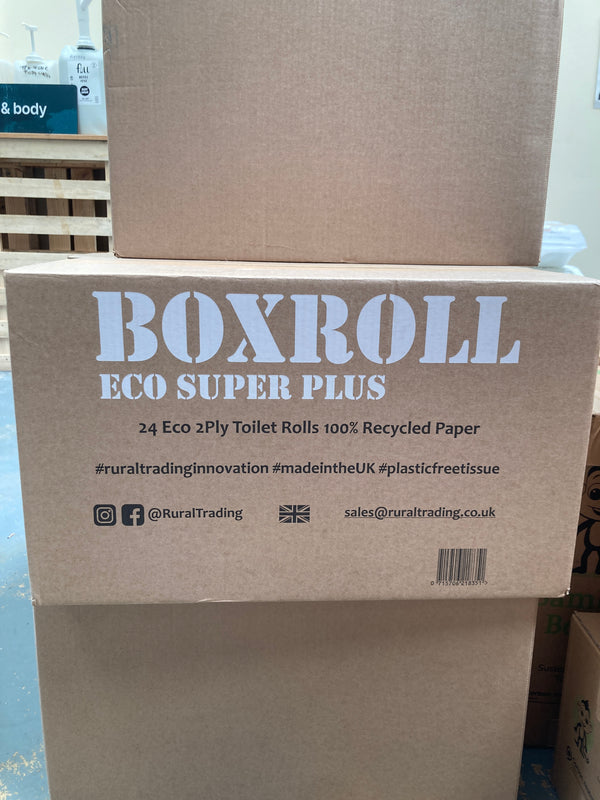 fill
& body
BOXROLL
ECO SUPER PLUS
24 Eco 2Ply Toilet Rolls 100% Recycled Paper
#ruraltradinginnovation #madeintheUK #plasticfreetissue
@RuralTrading
sales@ruraltrading.co.uk